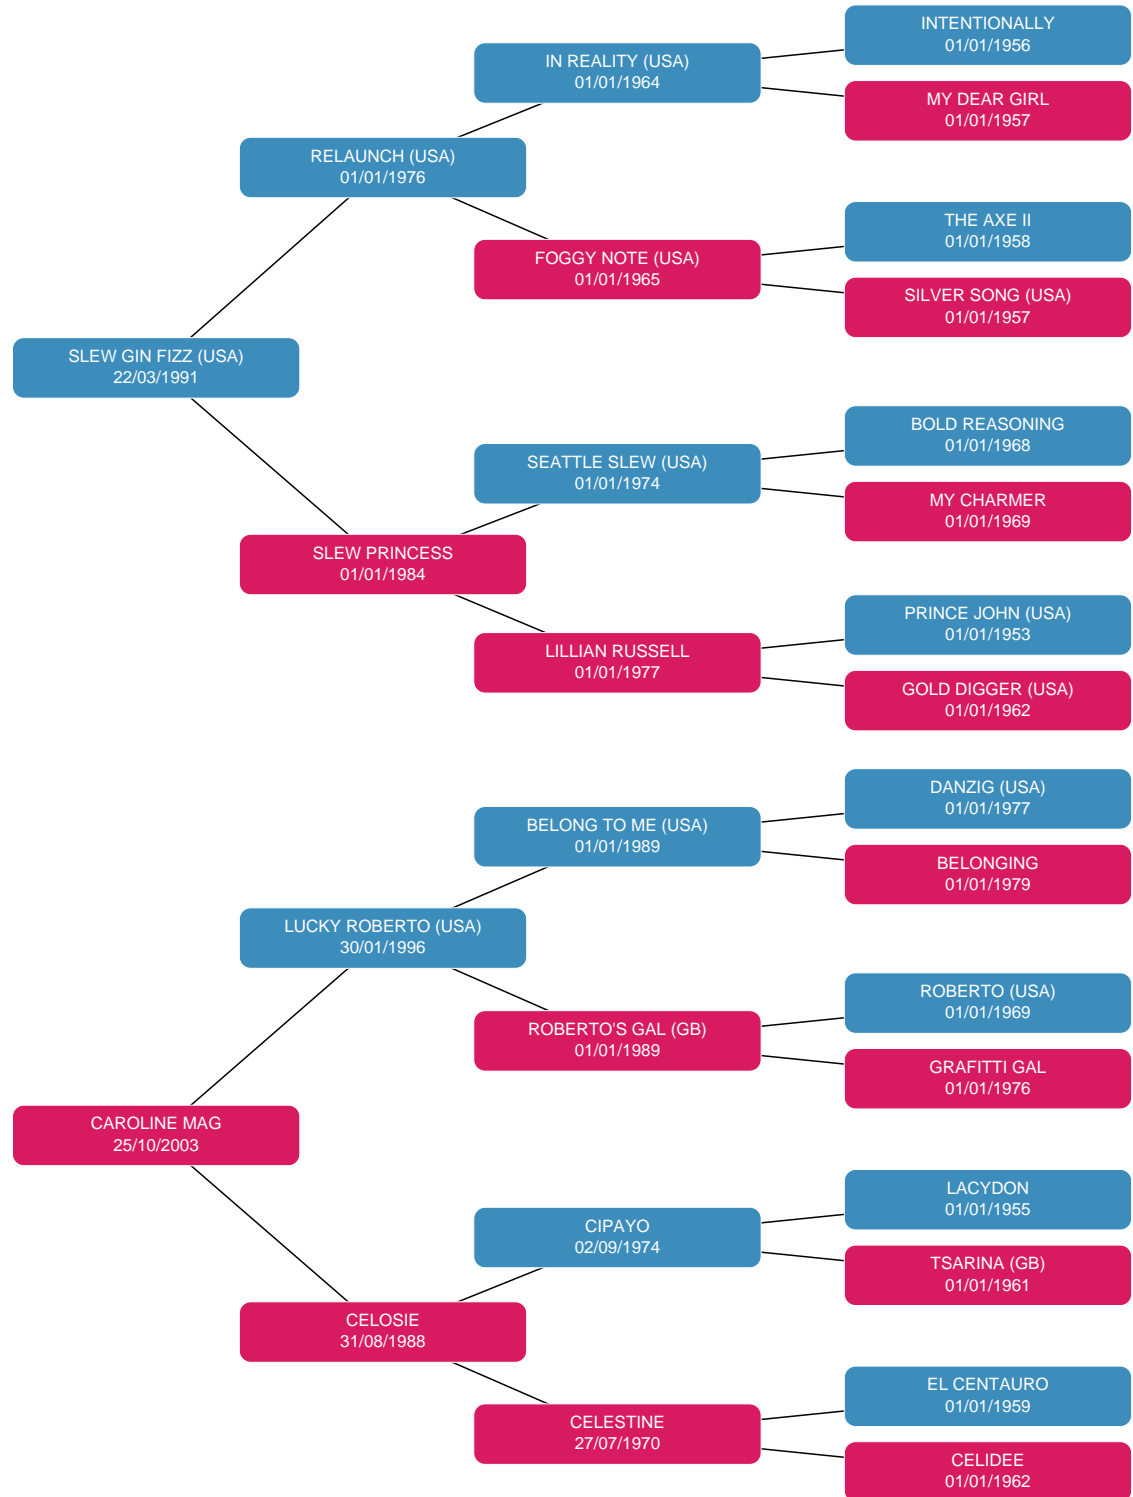 INTENTIONALLY
01/01/1956
IN REALITY (USA)
01/01/1964
MY DEAR GIRL
01/01/1957
RELAUNCH (USA)
01/01/1976
THE AXE II
01/01/1958
FOGGY NOTE (USA)
01/01/1965
SILVER SONG (USA)
01/01/1957
SLEW GIN FIZZ (USA)
22/03/1991
BOLD REASONING
01/01/1968
SEATTLE SLEW (USA)
01/01/1974
MY CHARMER
01/01/1969
SLEW PRINCESS
01/01/1984
PRINCE JOHN (USA)
01/01/1953
LILLIAN RUSSELL
01/01/1977
GOLD DIGGER (USA)
01/01/1962
DANZIG (USA)
01/01/1977
BELONG TO ME (USA)
01/01/1989
BELONGING
01/01/1979
LUCKY ROBERTO (USA)
30/01/1996
ROBERTO (USA)
01/01/1969
ROBERTO'S GAL (GB)
01/01/1989
GRAFITTI GAL
01/01/1976
CAROLINE MAG
25/10/2003
LACYDON
01/01/1955
CIPAYO
02/09/1974
TSARINA (GB)
01/01/1961
CELOSIE
31/08/1988
EL CENTAURO
01/01/1959
CELESTINE
27/07/1970
CELIDEE
01/01/1962